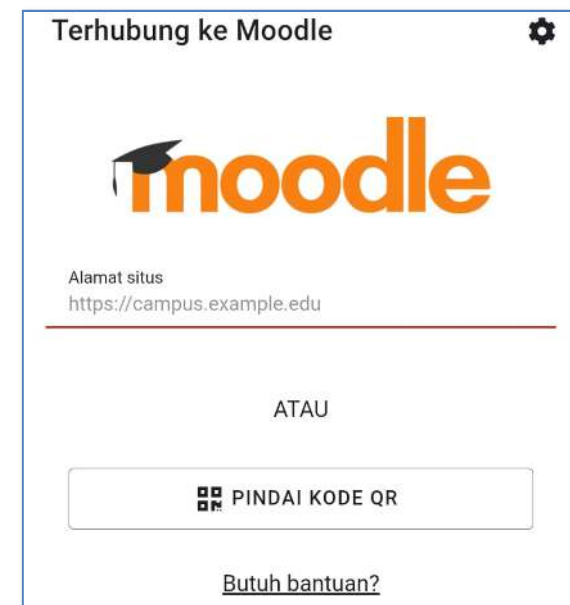 Terhubung ke Moodle
moodle
Alamat situs
https://campus.example.edu
ATAU
PINDAI KODE QR
Butuh bantuan?